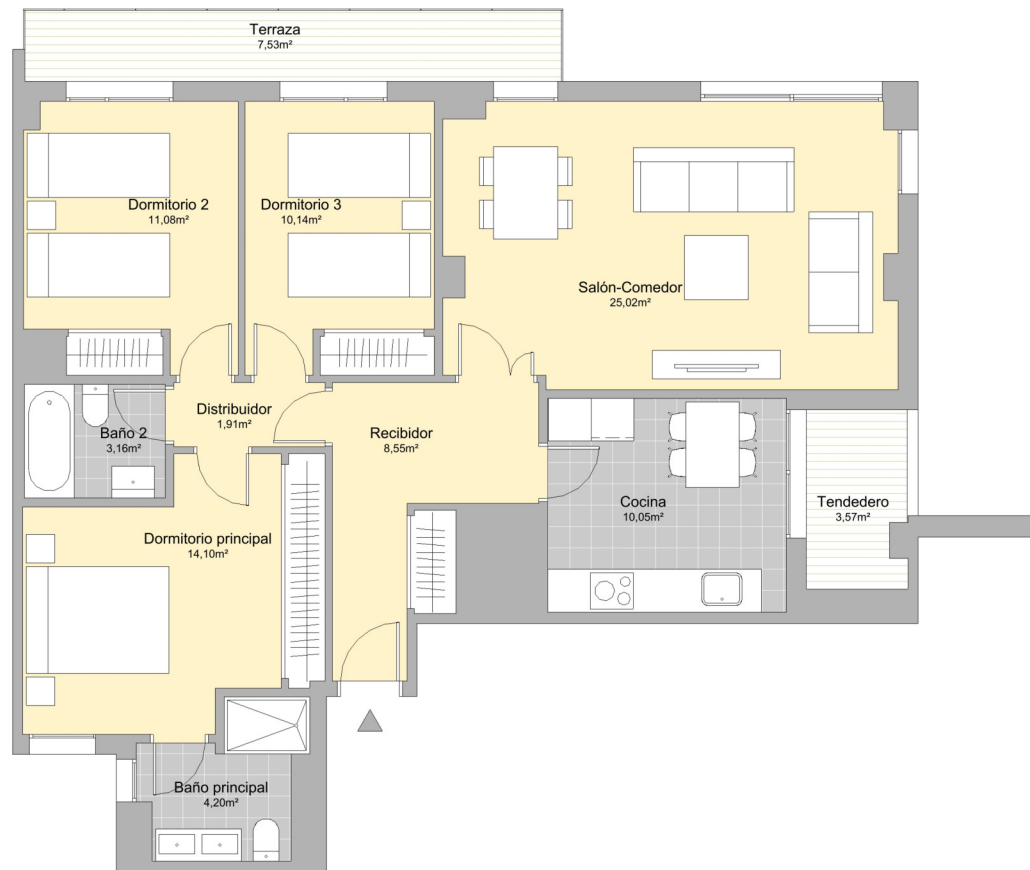 Terraza
7,53m²
Dormitorio 2
11,08m²
Dormitorio 3
10,14m²
Salón-Comedor
25,02m²
Distribuidor
1,91m²
Baño 2
3,16m²
Recibidor
8,55m²
Cocina
10,05m²
Tendedero
3,57m²
Dormitorio principal
14,10m²
Baño principal
4,20m²